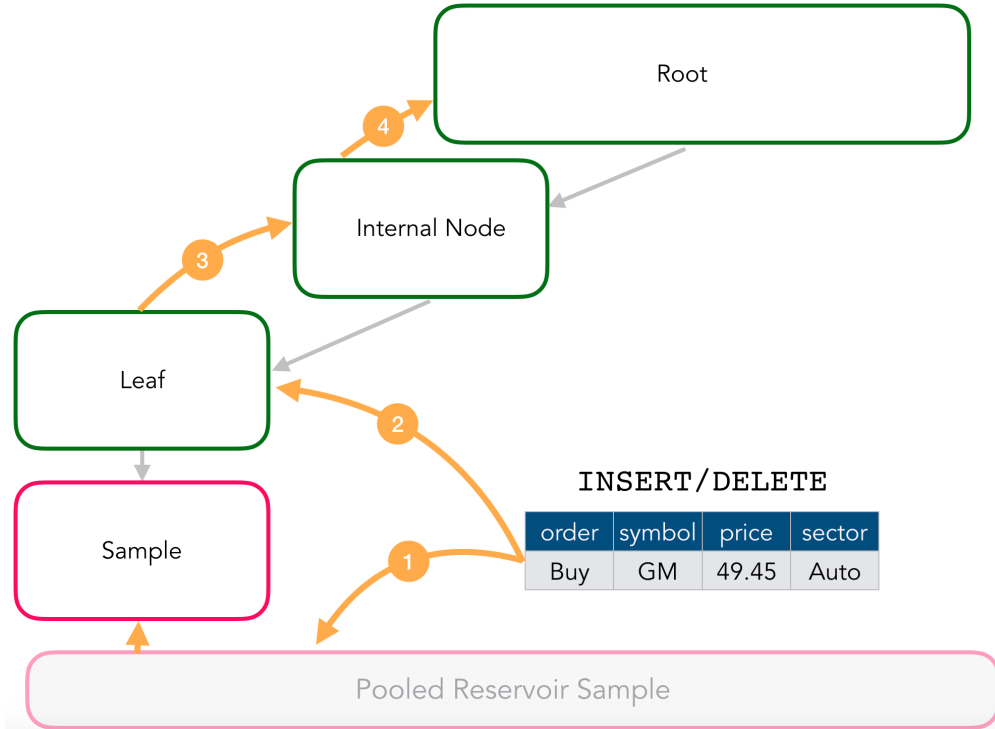 Root
4
Internal Node
3
Leaf
2
INSERT/DELETE
order symbol price sector
Buy GM 49.45 Auto
Sample
1
Pooled Reservoir Sample